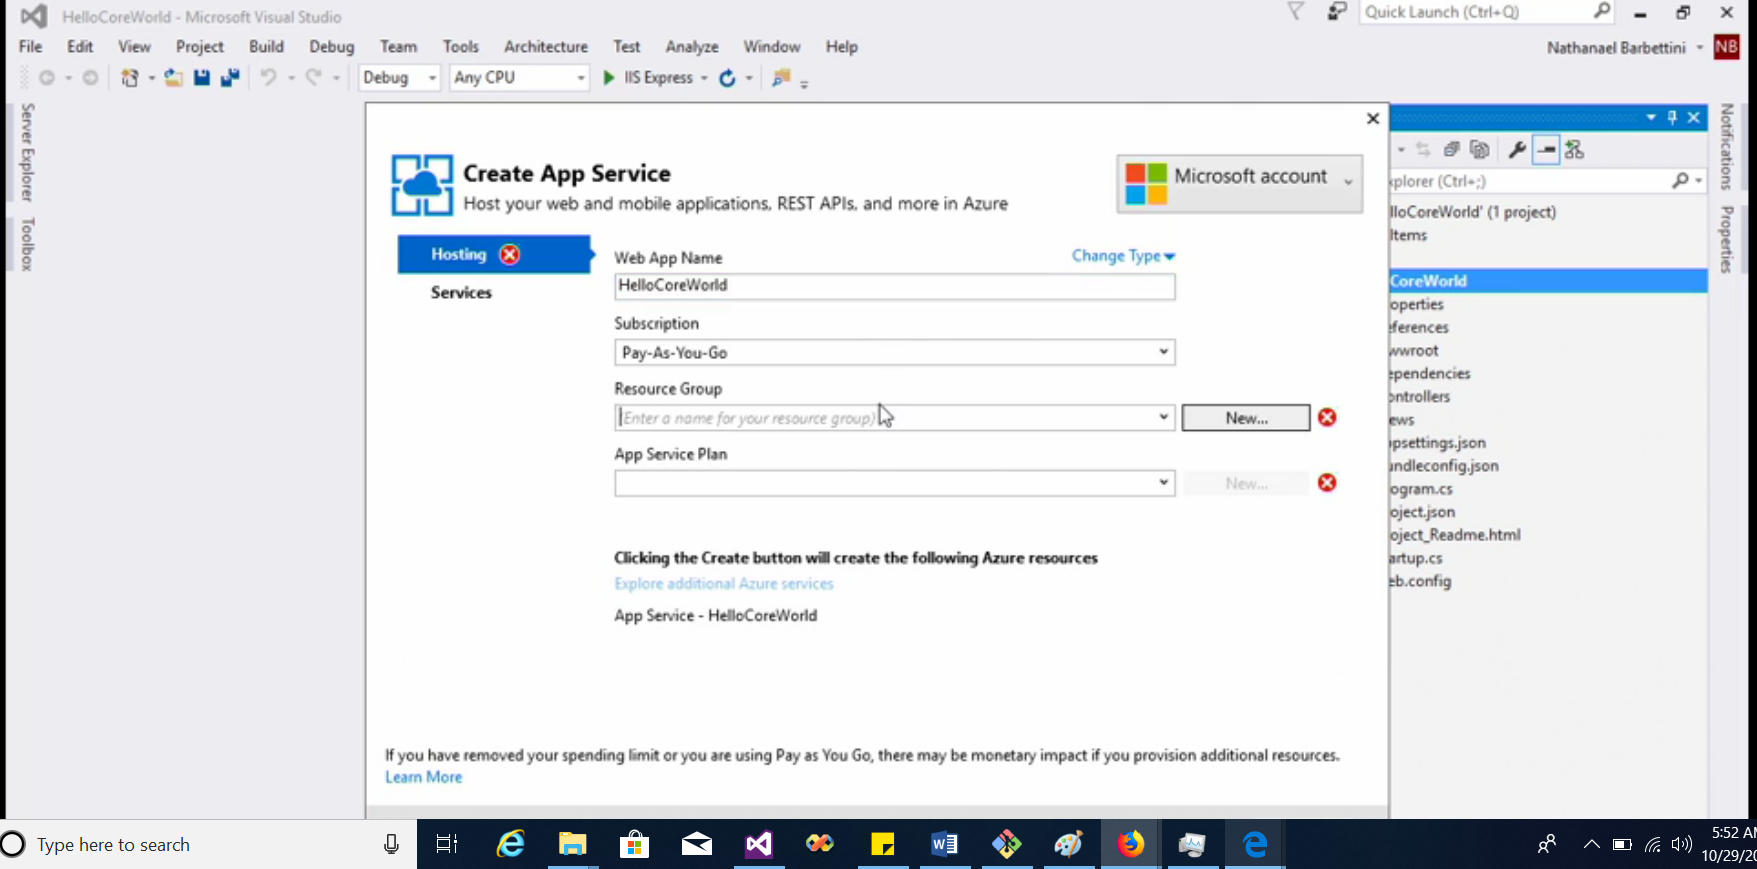 HelloCoreWorld - Microsoft Visual Studio
Quick Launch (Ctrl+Q)
File Edit View Project Build Debug Team Tools Architecture Test Analyze Window Help
Nathanael Barbettini NB
Debug Any CPU IIS Express
Server Explorer
Toolbox
Create App Service
Host your web and mobile applications, REST APIs, and more in Azure
Microsoft account
Hosting
Services
Web App Name Change Type
HelloCoreWorld
Subscription
Pay-As-You-Go
Resource Group
(Enter a name for your resource group) New...
App Service Plan
New...
Clicking the Create button will create the following Azure resources
Explore additional Azure services
App Service - HelloCoreWorld
If you have removed your spending limit or you are using Pay as You Go, there may be monetary impact if you provision additional resources.
Learn More
xplorer (Ctrl+;)
lloCoreWorld' (1 project)
Items
CoreWorld
operties
eferences
wwroot
ependencies
ontrollers
ews
ppsettings.json
undleconfig.json
ogram.cs
oject.json
oject_Readme.html
artup.cs
eb.config
Notifications
Properties
Type here to search
5:52 AM
10/29/20